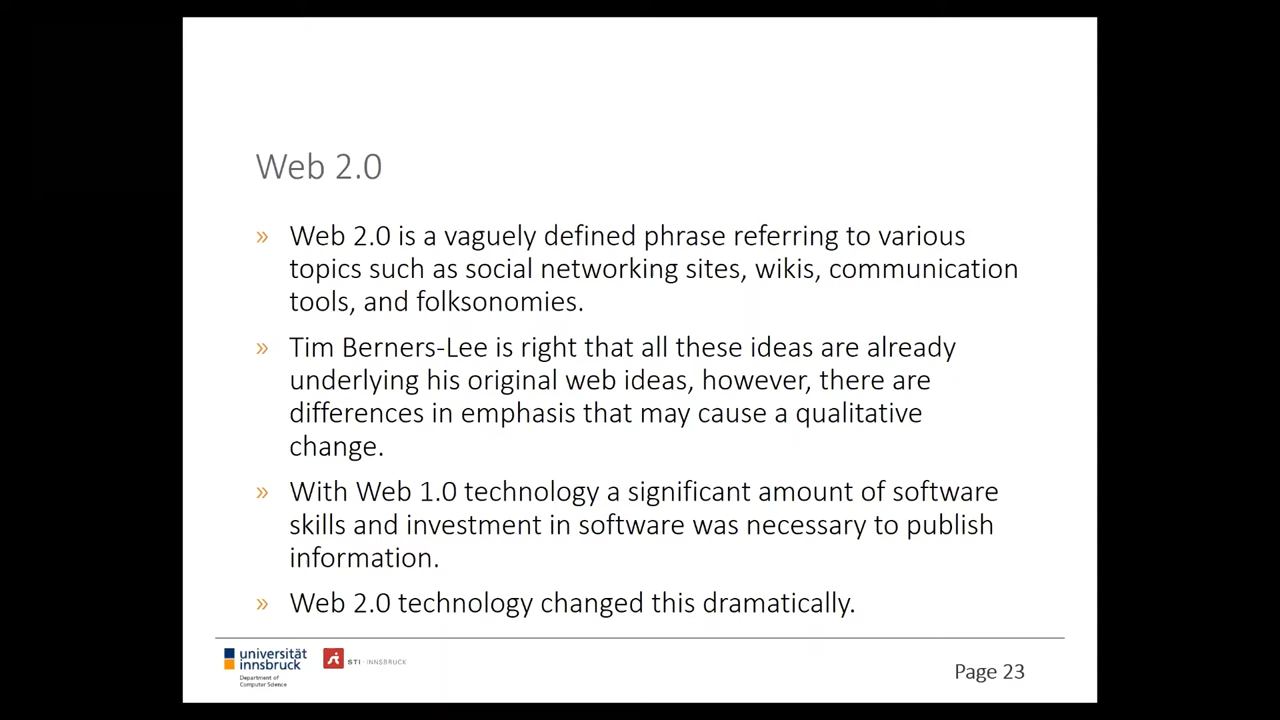 Web 2.0
» Web 2.0 is a vaguely defined phrase referring to various
topics such as social networking sites, wikis, communication
tools, and folksonomies.
» Tim Berners-Lee is right that all these ideas are already
underlying his original web ideas, however, there are
differences in emphasis that may cause a qualitative
change.
» With Web 1.0 technology a significant amount of software
skills and investment in software was necessary to publish
information.
» Web 2.0 technology changed this dramatically.
universität
innsbruck
Department of
Computer Science
STI · INNSBRUCK
Page 23